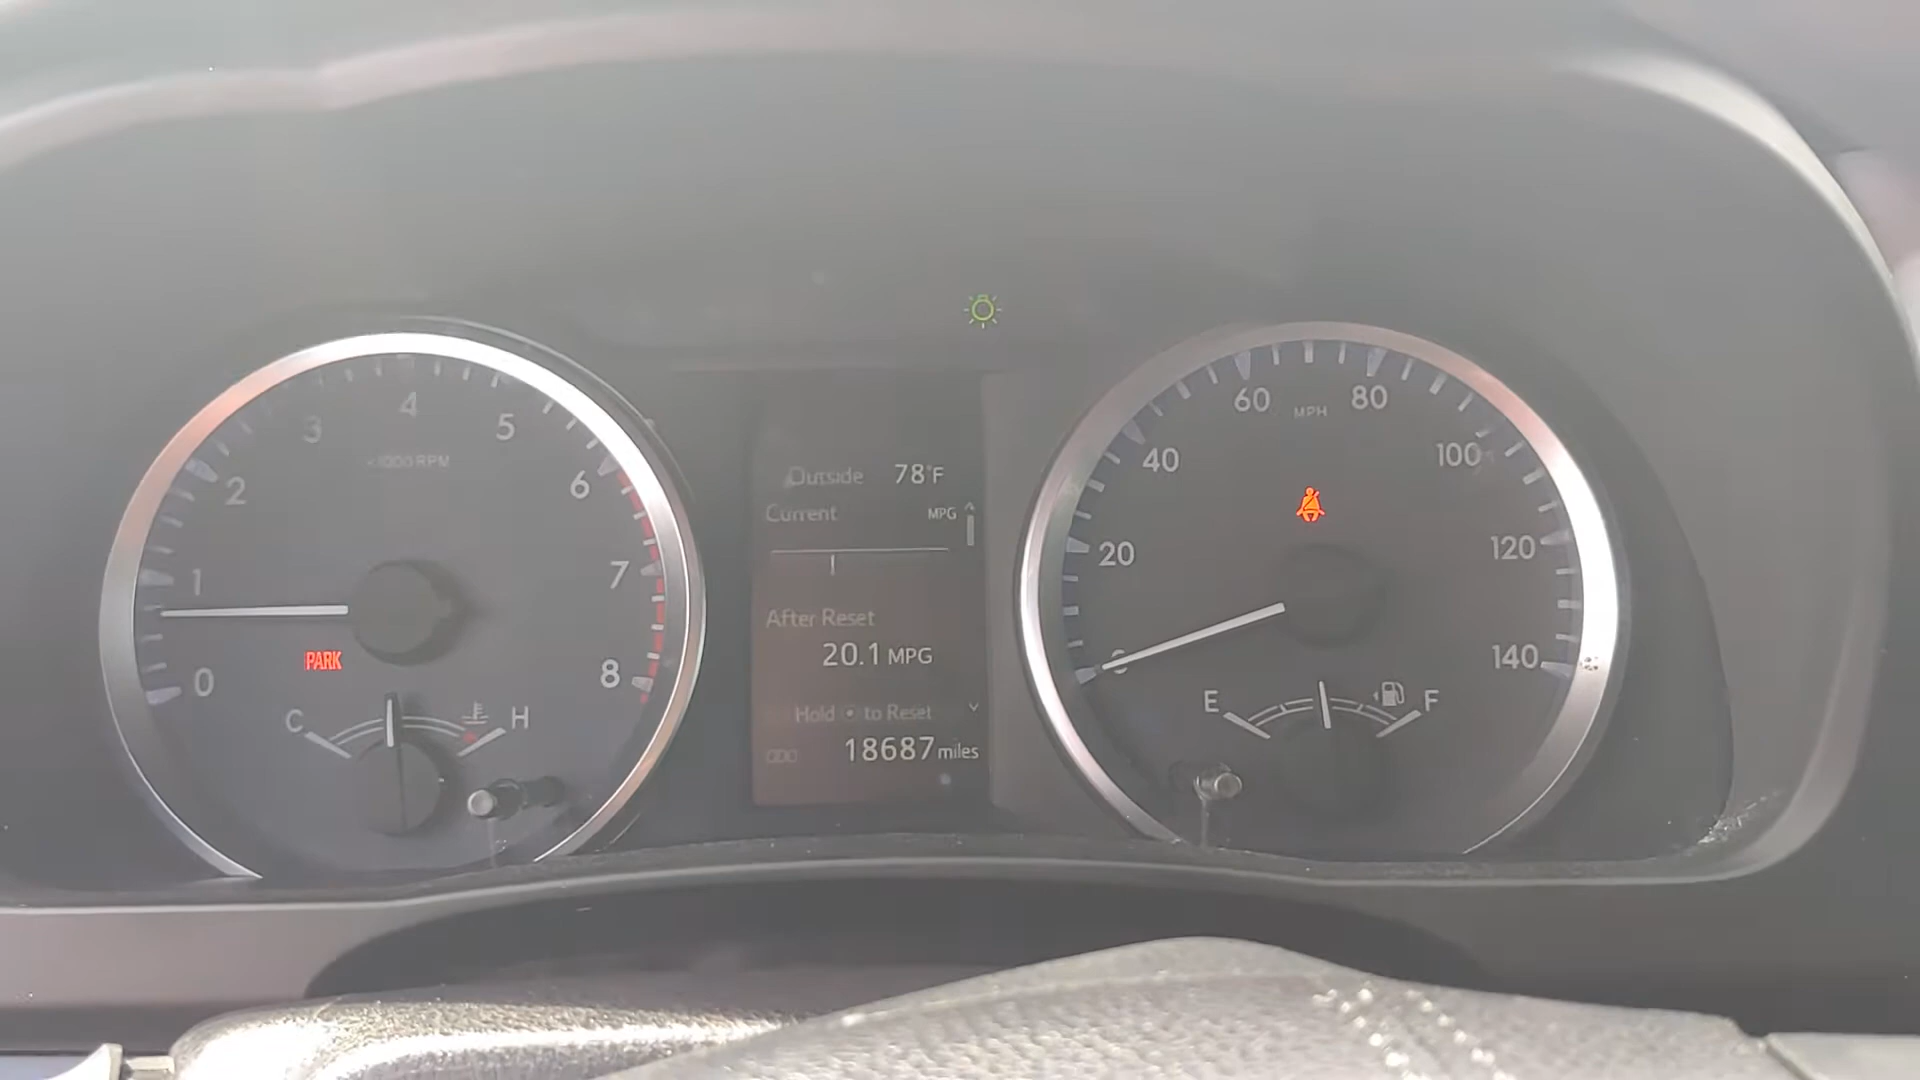 0
1
2
3
4
5
6
7
8
x1000 RPM
PARK
C
H
Outside 78°F
Current MPG
After Reset
20.1 MPG
Hold to Reset
ODO 18687 miles
0
20
40
60
80
100
120
140
MPH
E
F